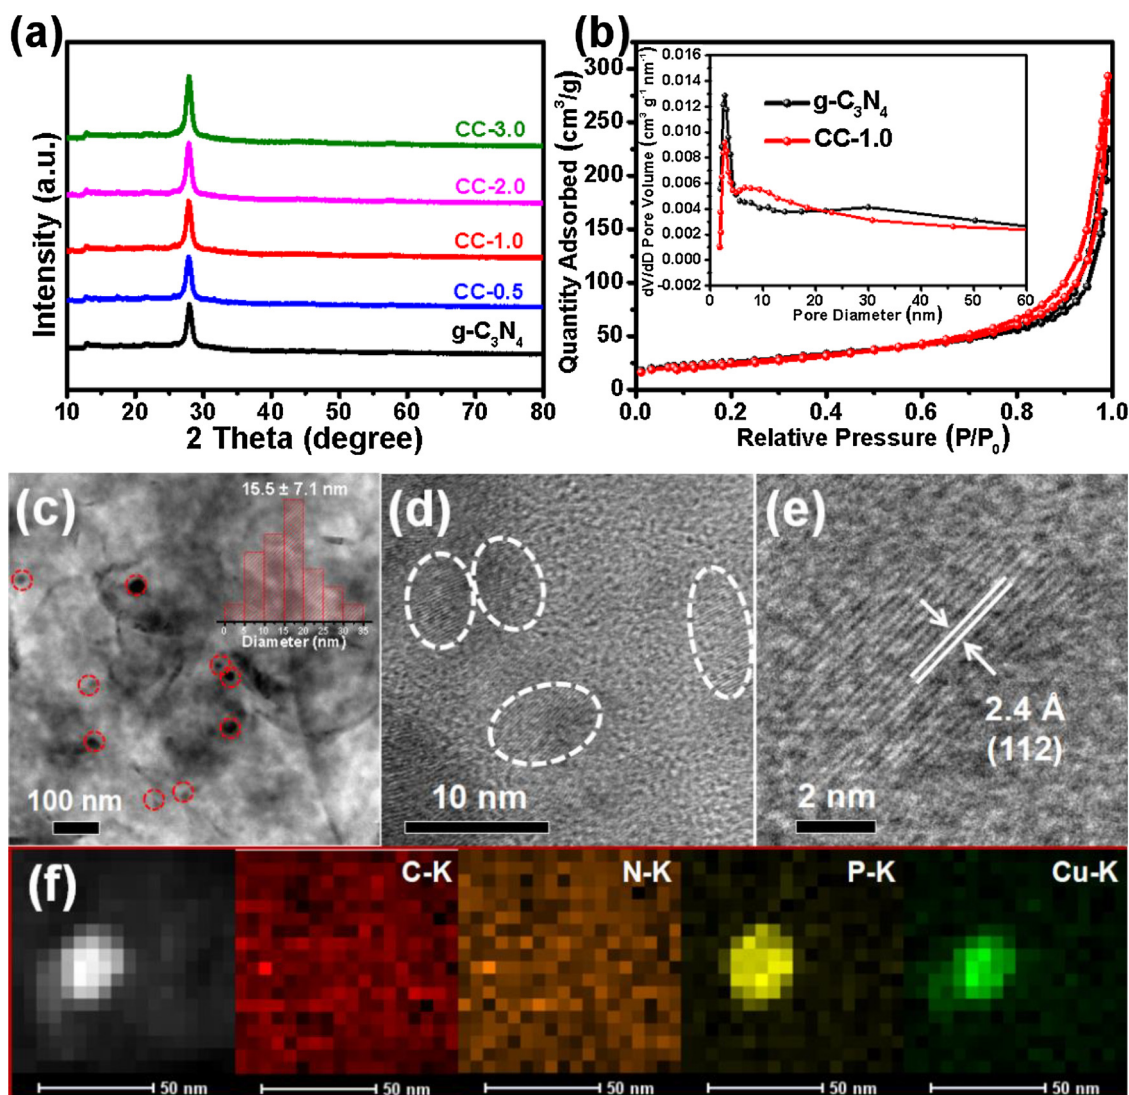 (a)
Intensity (a.u.)
CC-3.0
CC-2.0
CC-1.0
CC-0.5
g-C₃N₄
10 20 30 40 50 60 70 80
2 Theta (degree)
(b)
Quantity Adsorbed (cm³/g)
300
250
200
150
100
50
0
0.0 0.2 0.4 0.6 0.8 1.0
Relative Pressure (P/P₀)
dV/dD Pore Volume (cm³ g⁻¹ nm⁻¹)
0.016
0.014
0.012
0.010
0.008
0.006
0.004
0.002
0.000
-0.002
0 10 20 30 40 50 60
Pore Diameter (nm)
g-C₃N₄
CC-1.0
(c)
15.5 ± 7.1 nm
0 5 10 15 20 25 30 35
Diameter (nm)
100 nm
(d)
10 nm
(e)
2.4 Å
(112)
2 nm
(f)
C-K
N-K
P-K
Cu-K
50 nm
50 nm
50 nm
50 nm
50 nm